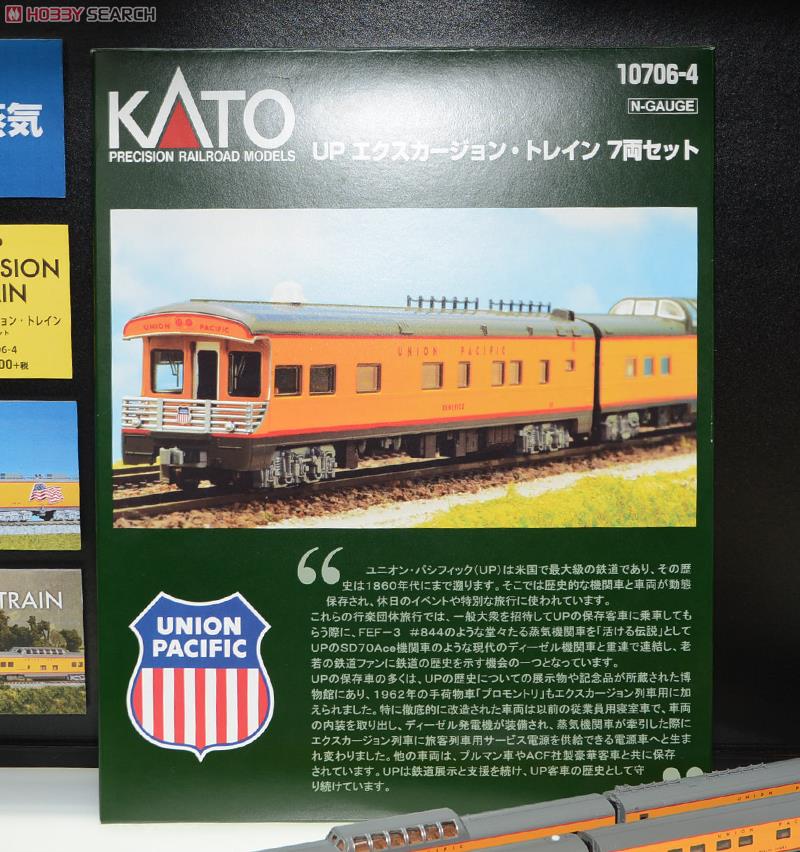 HOBBY SEARCH
蒸気
SION
IN
ョン・トレイン
ット
06-4
00+税
TRAIN
10706-4
N-GAUGE
KATO
PRECISION RAILROAD MODELS
UP エクスカージョン・トレイン 7両セット
UNION PACIFIC
UNION PACIFIC
ユニオン・パシフィック(UP)は米国で最大級の鉄道であり、その歴
史は1860年代にまで遡ります。そこでは歴史的な機関車と車両が動態
保存され、休日のイベントや特別な旅行に使われています。
これらの行楽団体旅行では、一般大衆を招待してUPの保存客車に乗車しても
らう際に、FEF-3 #844のような堂々たる蒸気機関車を「活ける伝説」として
UPのSD70Ace機関車のような現代のディーゼル機関車と重連で連結し、老
若の鉄道ファンに鉄道の歴史を示す機会の一つとなっています。
UPの保存車の多くは、UPの歴史についての展示物や記念品が所蔵された博
物館にあり、1962年の手荷物車「プロモントリ」もエクスカージョン列車用に加
えられました。特に徹底的に改造された車両は以前の従業員用寝室車で、車両
の内装を取り出し、ディーゼル発電機が装備され、蒸気機関車が牽引した際に
エクスカージョン列車に旅客列車用サービス電源を供給できる電源車へと生ま
れ変わりました。他の車両は、プルマン車やACF社製豪華客車と共に保存
されています。UPは鉄道展示と支援を続け、UP客車の歴史として守
り続けています。
UNION
PACIFIC
UNION PACIFIC